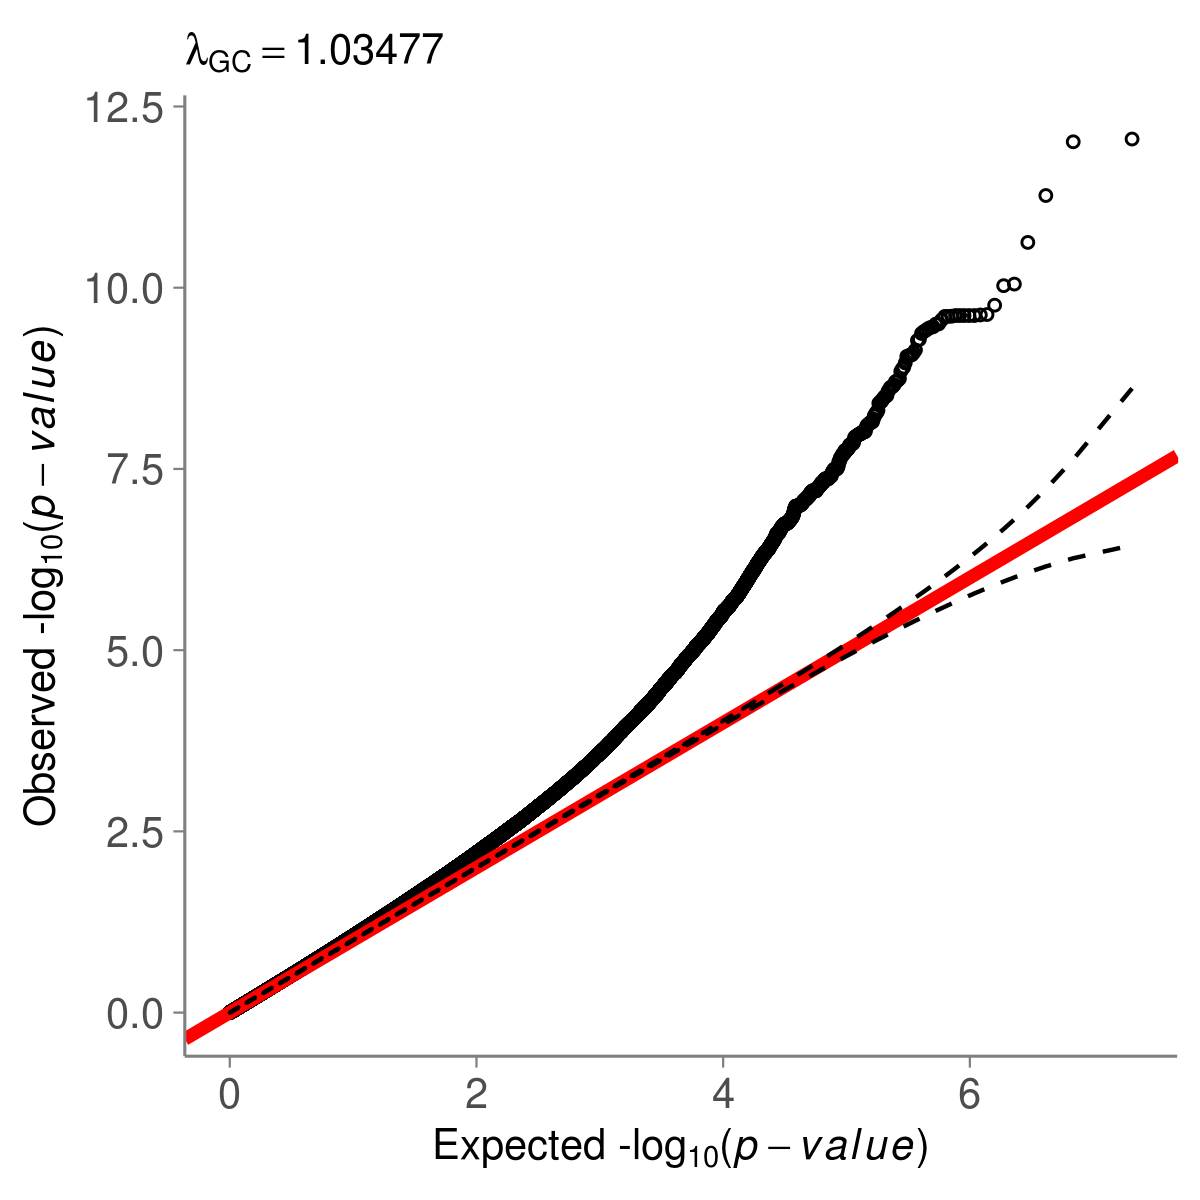 λGC = 1.03477
12.5
10.0
7.5
5.0
2.5
0.0
Observed -log10(p − value)
0 2 4 6
Expected -log10(p − value)